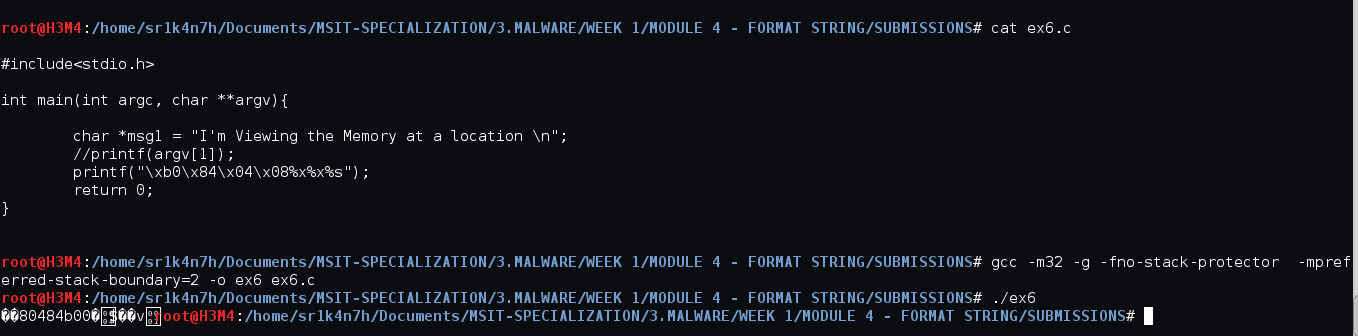 root@H3M4:/home/sr1k4n7h/Documents/MSIT-SPECIALIZATION/3.MALWARE/WEEK 1/MODULE 4 - FORMAT STRING/SUBMISSIONS# cat ex6.c
#include<stdio.h>
int main(int argc, char **argv){
char *msg1 = "I'm Viewing the Memory at a location \n";
//printf(argv[1]);
printf("\xb0\x84\x04\x08%x%x%s");
return 0;
}
root@H3M4:/home/sr1k4n7h/Documents/MSIT-SPECIALIZATION/3.MALWARE/WEEK 1/MODULE 4 - FORMAT STRING/SUBMISSIONS# gcc -m32 -g -fno-stack-protector  -mpref
erred-stack-boundary=2 -o ex6 ex6.c
root@H3M4:/home/sr1k4n7h/Documents/MSIT-SPECIALIZATION/3.MALWARE/WEEK 1/MODULE 4 - FORMAT STRING/SUBMISSIONS# ./ex6
��80484b00�$��v root@H3M4:/home/sr1k4n7h/Documents/MSIT-SPECIALIZATION/3.MALWARE/WEEK 1/MODULE 4 - FORMAT STRING/SUBMISSIONS#